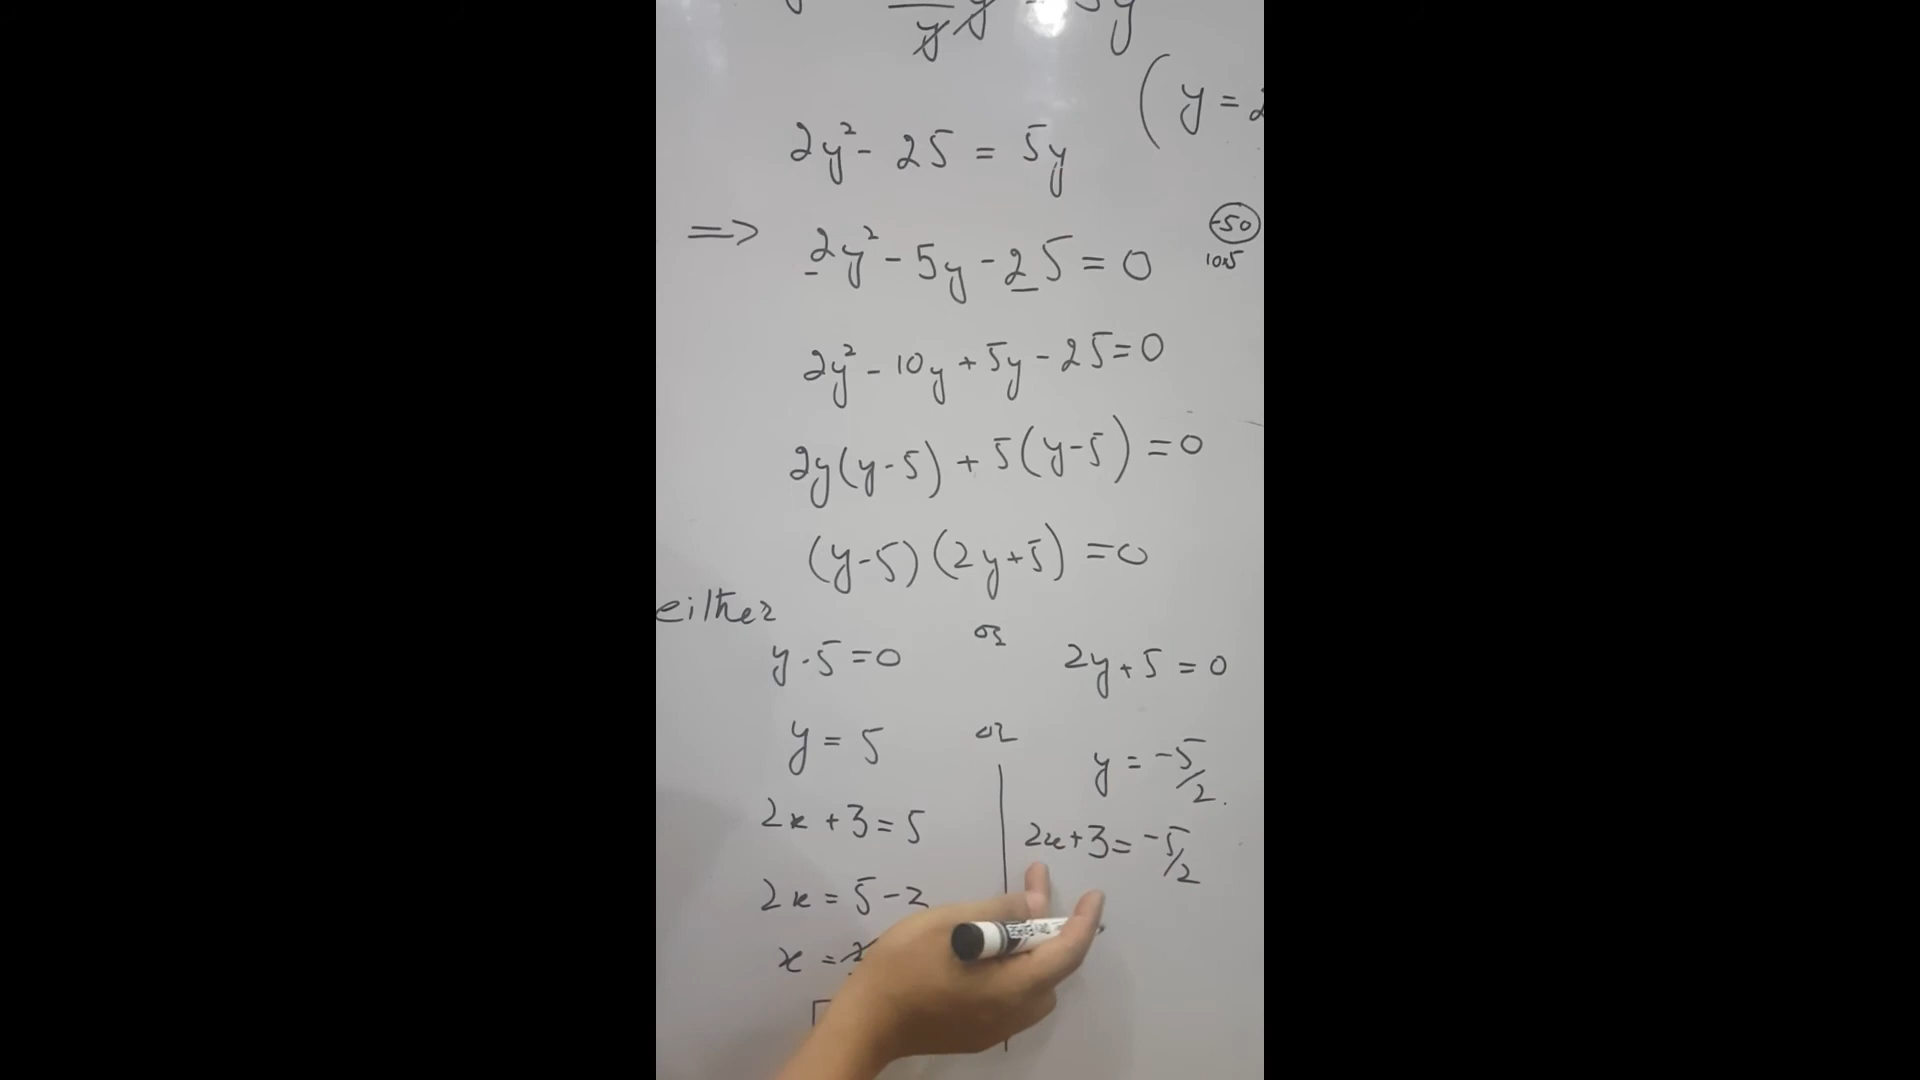 y y 5y
(y = 2
2y² - 25 = 5y
=> 2y² - 5y - 25 = 0
-50
10×5
2y² - 10y + 5y - 25 = 0
2y(y-5) + 5(y-5) = 0
(y-5)(2y+5) = 0
either
y - 5 = 0 or 2y + 5 = 0
y = 5 or y = -5/2.
2x + 3 = 5
2x + 3 = -5/2
2x = 5 - 3
x =